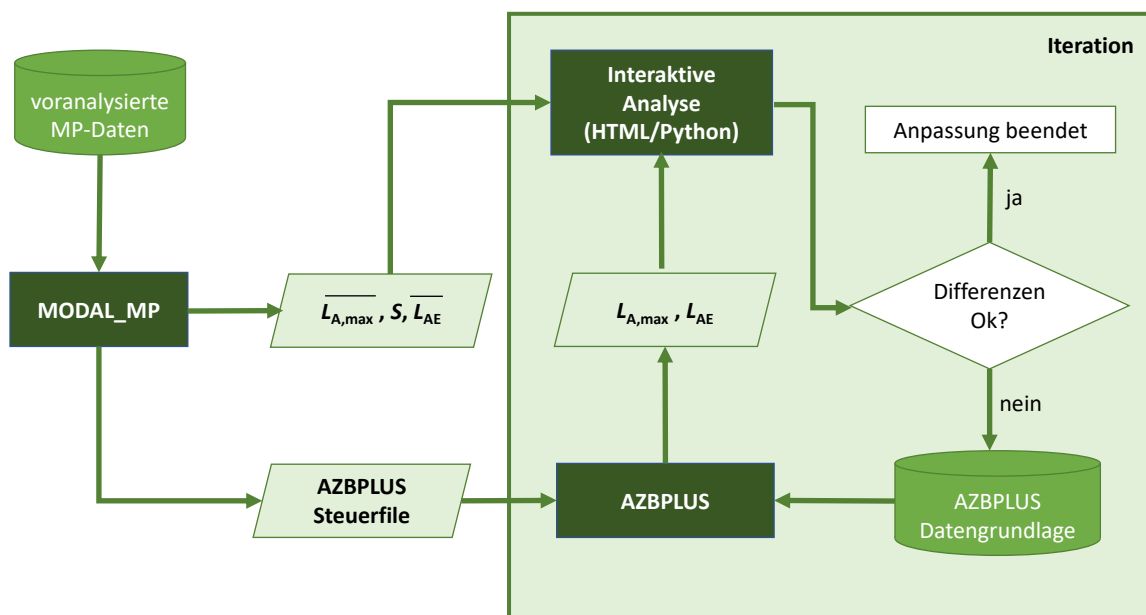 Iteration
voranalysierte
MP-Daten
Interaktive
Analyse
(HTML/Python)
Anpassung beendet
ja
MODAL_MP
L̅A,max , S, L̅AE
LA,max , LAE
Differenzen
Ok?
nein
AZBPLUS
Steuerfile
AZBPLUS
AZBPLUS
Datengrundlage